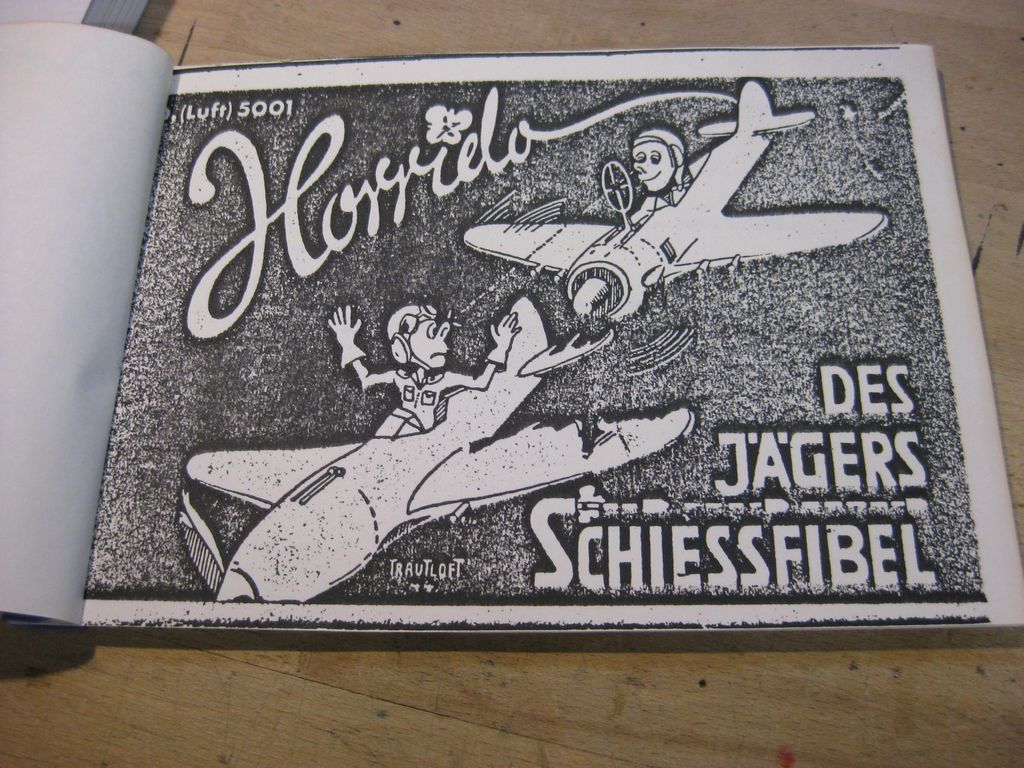 (Luft) 5001
Horrido
DES
JÄGERS
SCHIESSFIBEL
TRAUTLOFT